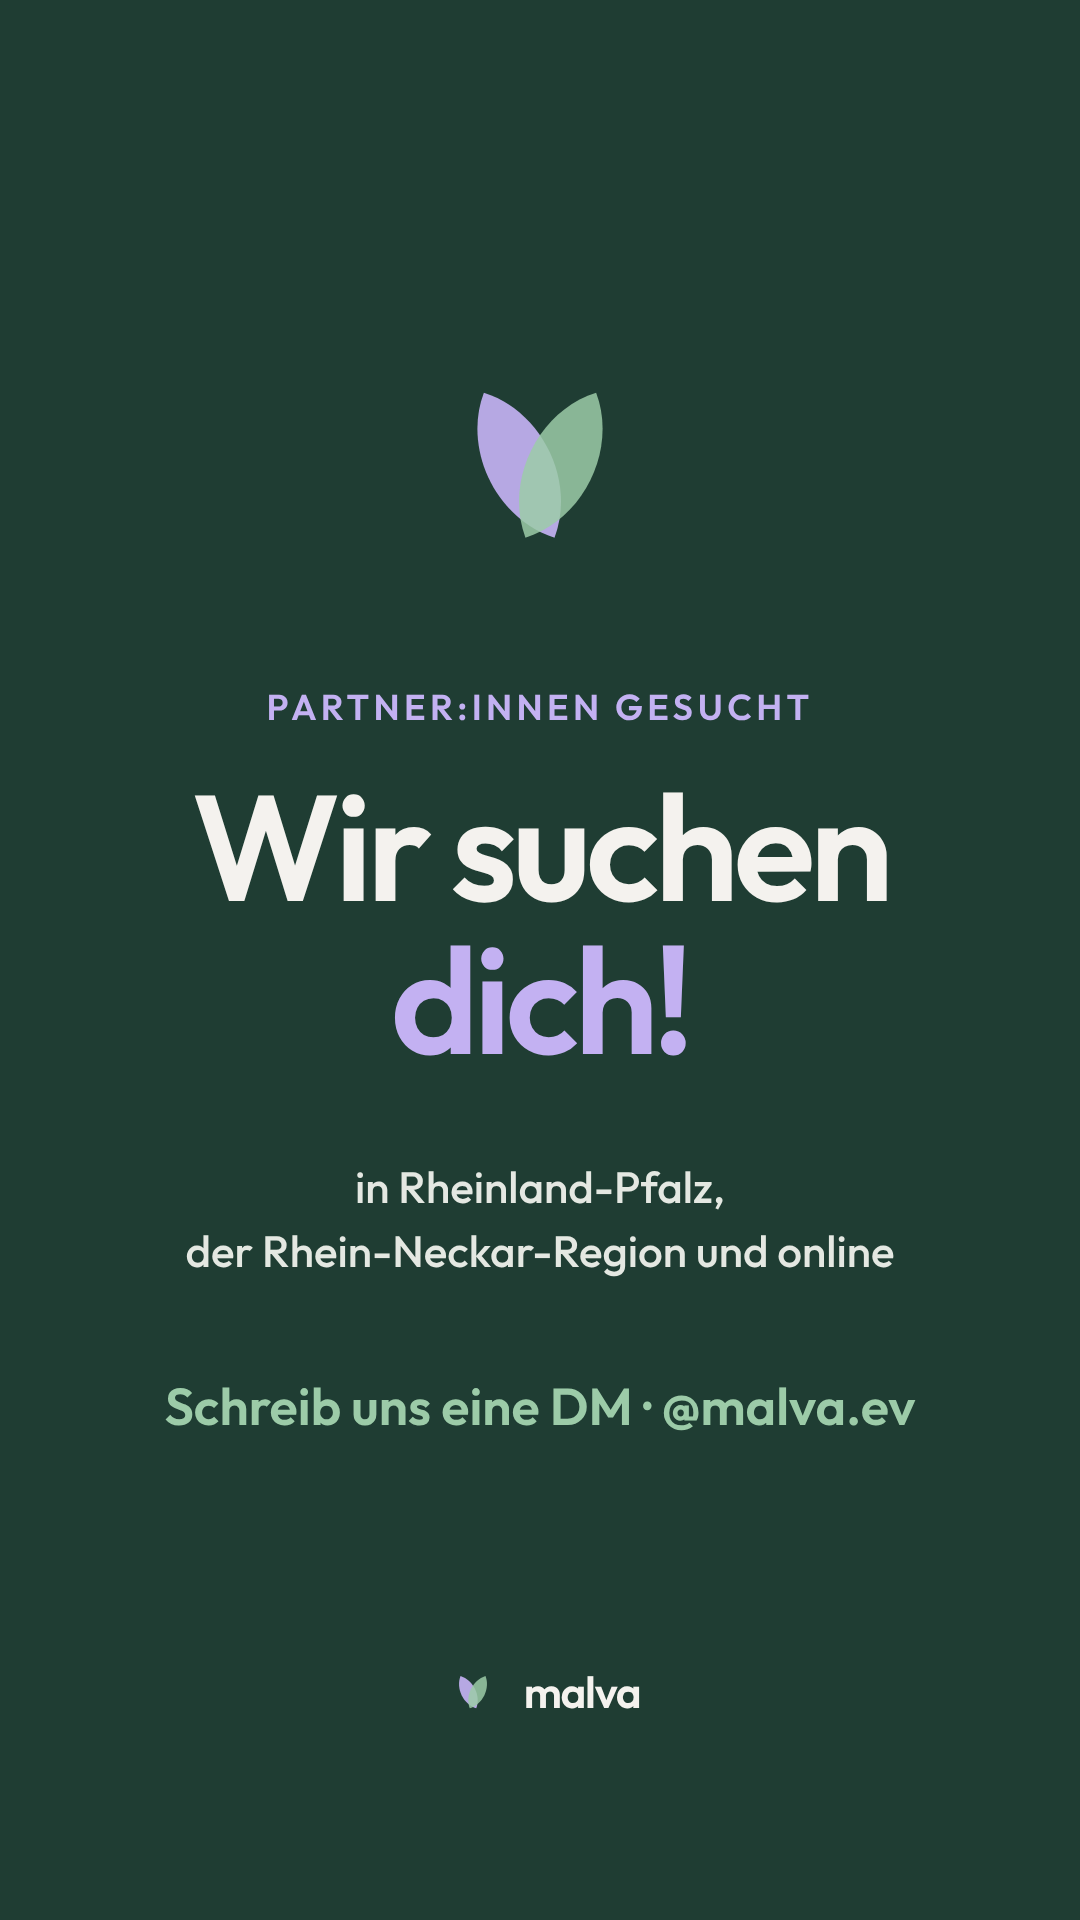 PARTNER:INNEN GESUCHT
Wir suchen
dich!
in Rheinland-Pfalz,
der Rhein-Neckar-Region und online
Schreib uns eine DM · @malva.ev
malva